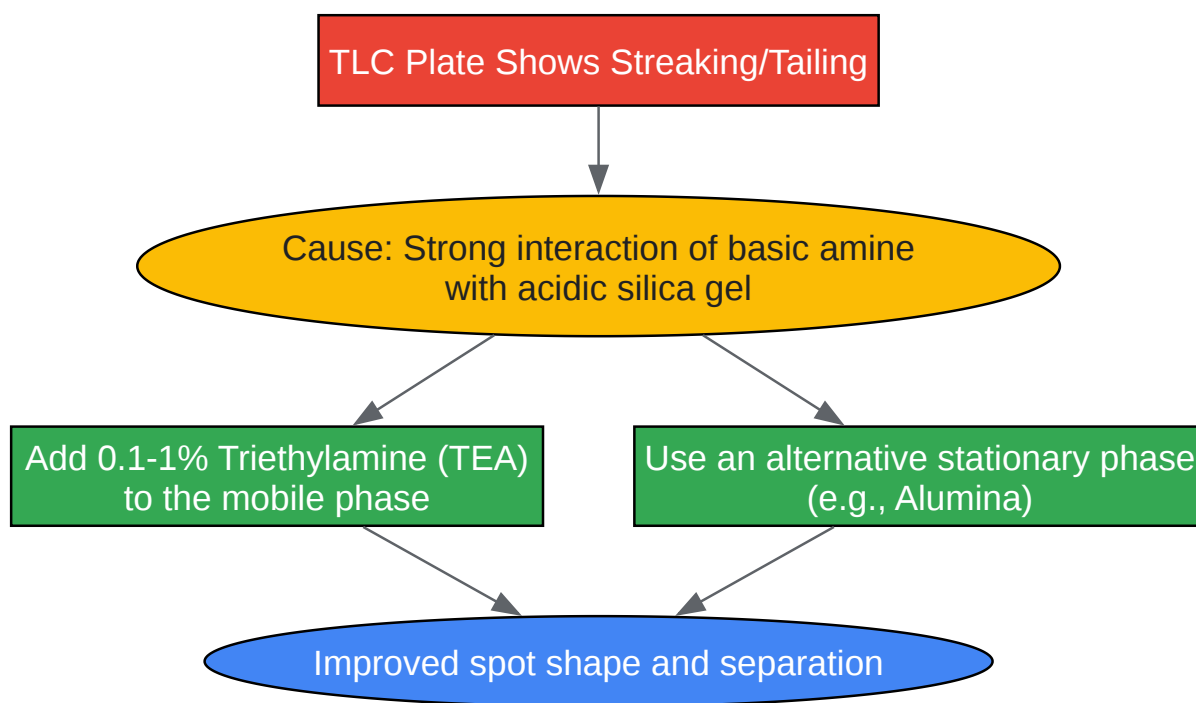 TLC Plate Shows Streaking/Tailing
Cause: Strong interaction of basic amine
with acidic silica gel
Add 0.1-1% Triethylamine (TEA)
to the mobile phase
Use an alternative stationary phase
(e.g., Alumina)
Improved spot shape and separation